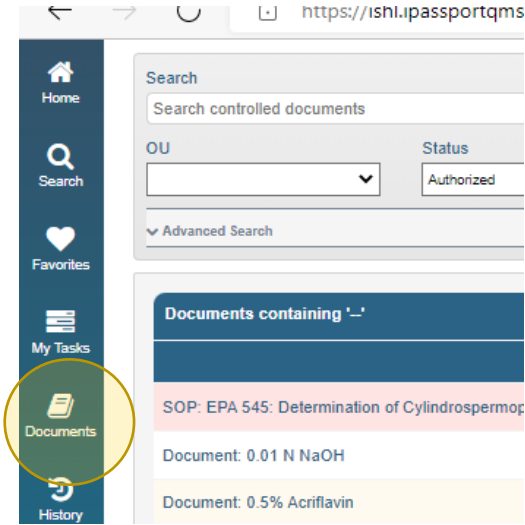 https://ishl.ipassportqms
Home
Search
Favorites
My Tasks
Documents
History
Search
Search controlled documents
OU
Status
Authorized
Advanced Search
Documents containing '--'
SOP: EPA 545: Determination of Cylindrospermop
Document: 0.01 N NaOH
Document: 0.5% Acriflavin